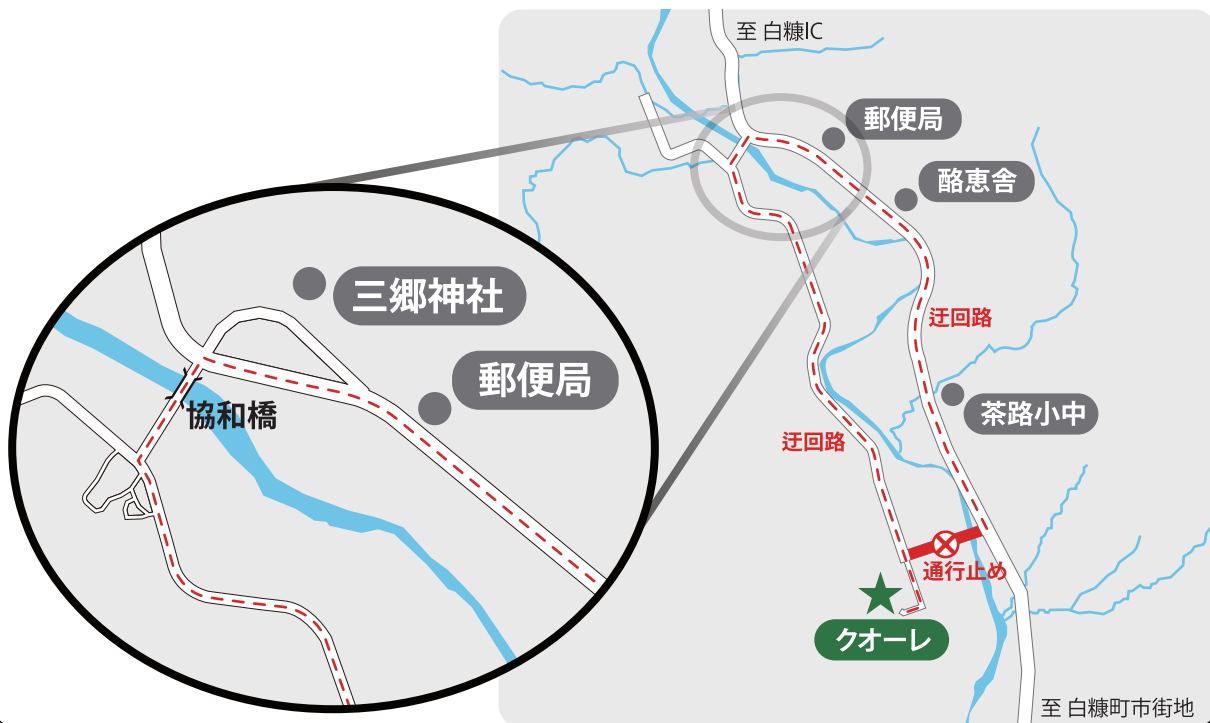 至 白糠IC
郵便局
酪恵舎
三郷神社
迂回路
郵便局
協和橋
茶路小中
迂回路
通行止め
クオーレ
至 白糠町市街地